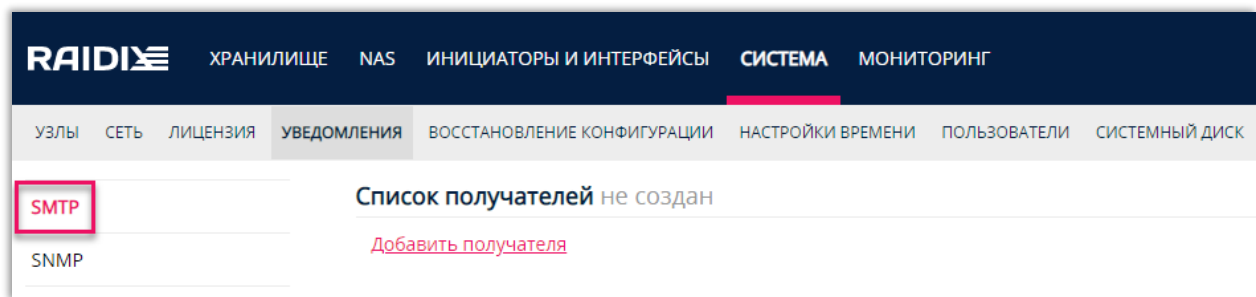 RAIDIX ХРАНИЛИЩЕ NAS ИНИЦИАТОРЫ И ИНТЕРФЕЙСЫ СИСТЕМА МОНИТОРИНГ
УЗЛЫ СЕТЬ ЛИЦЕНЗИЯ УВЕДОМЛЕНИЯ ВОССТАНОВЛЕНИЕ КОНФИГУРАЦИИ НАСТРОЙКИ ВРЕМЕНИ ПОЛЬЗОВАТЕЛИ СИСТЕМНЫЙ ДИСК
SMTP
SNMP
Список получателей не создан
Добавить получателя